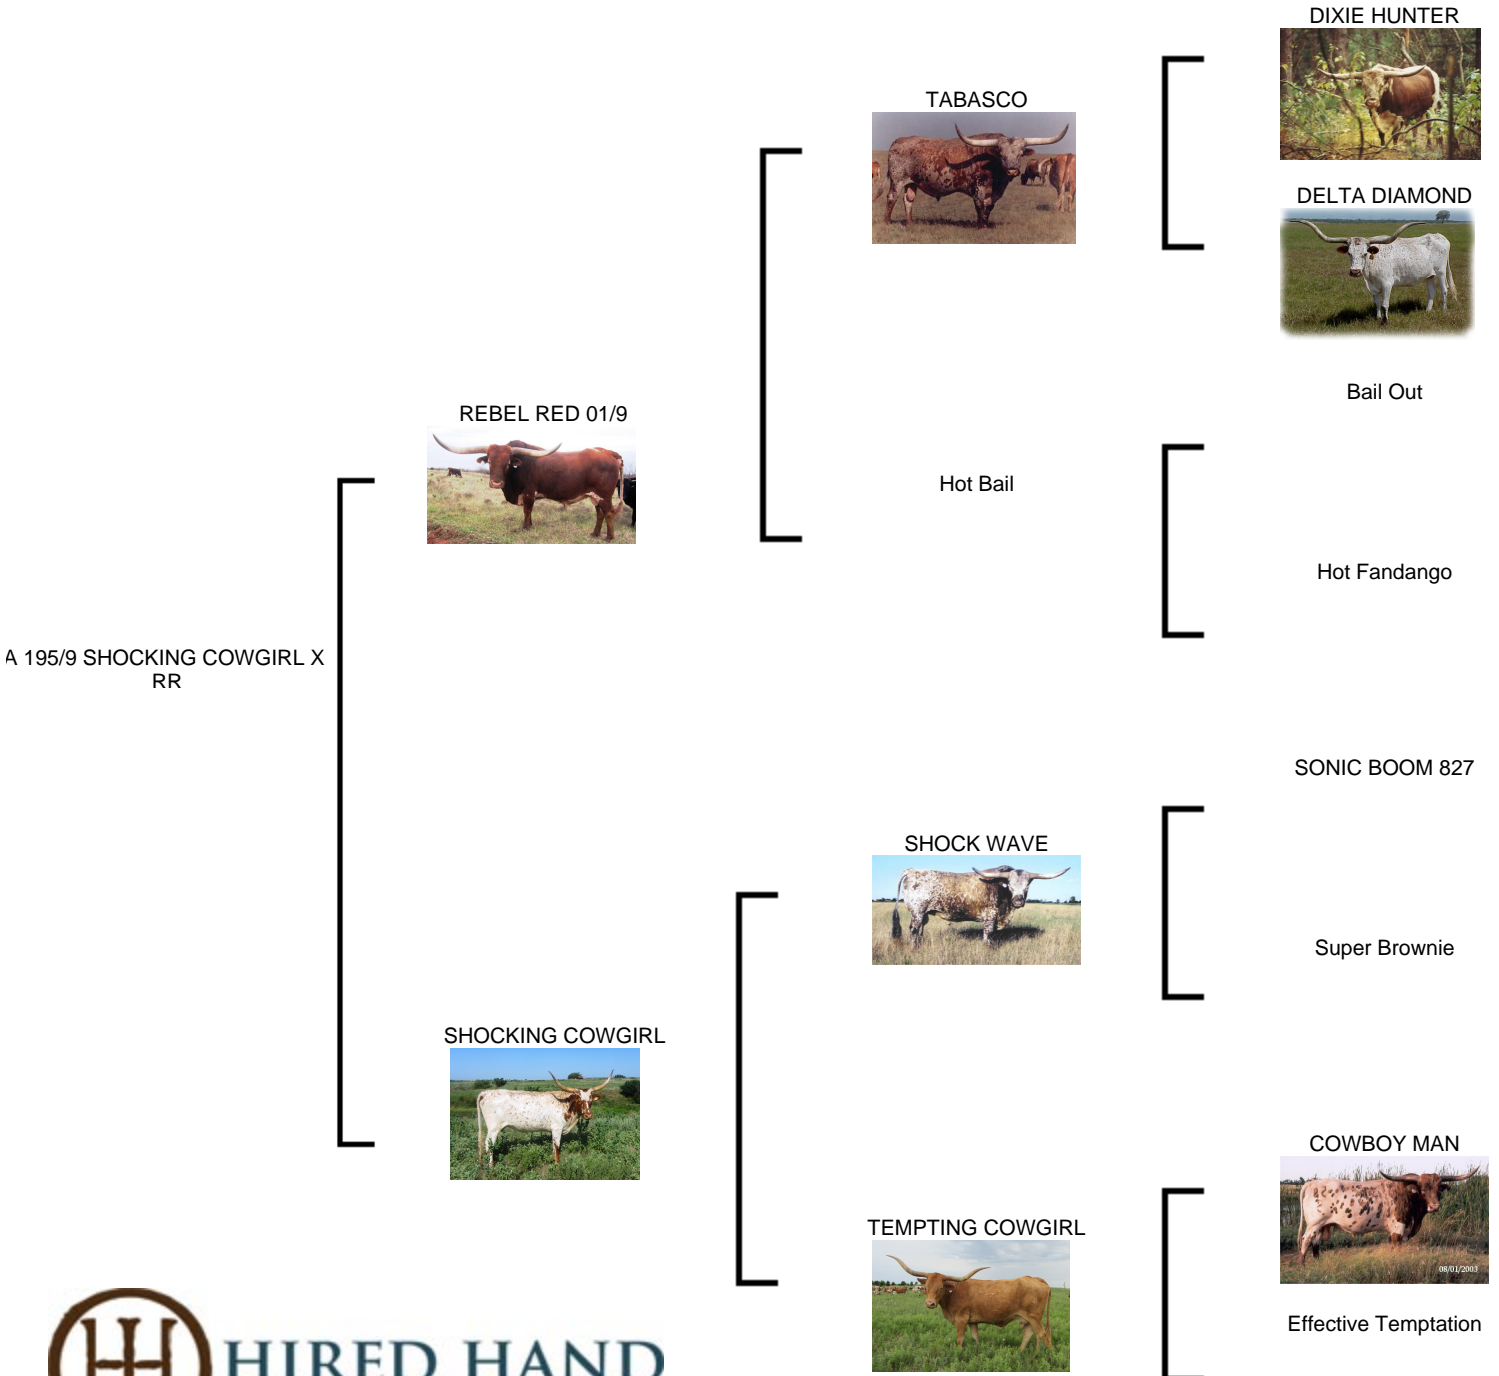 DIXIE HUNTER
TABASCO
DELTA DIAMOND
Bail Out
REBEL RED 01/9
Hot Bail
Hot Fandango
A 195/9 SHOCKING COWGIRL X
RR
SONIC BOOM 827
SHOCK WAVE
Super Brownie
SHOCKING COWGIRL
COWBOY MAN
08/01/2003
TEMPTING COWGIRL
Effective Temptation
HIRED HAND